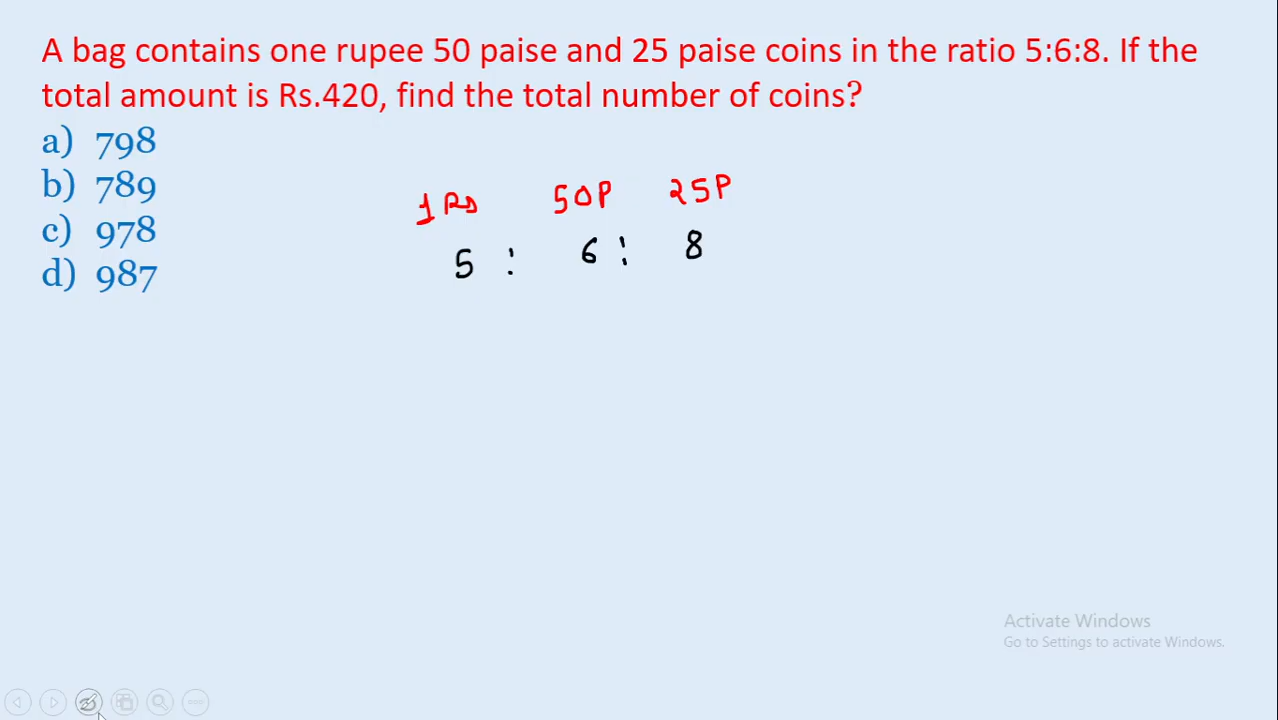 A bag contains one rupee 50 paise and 25 paise coins in the ratio 5:6:8. If the
total amount is Rs.420, find the total number of coins?
a) 798
b) 789
c) 978
d) 987
1 Rs 50P 25P
5 : 6 : 8
Activate Windows
Go to Settings to activate Windows.